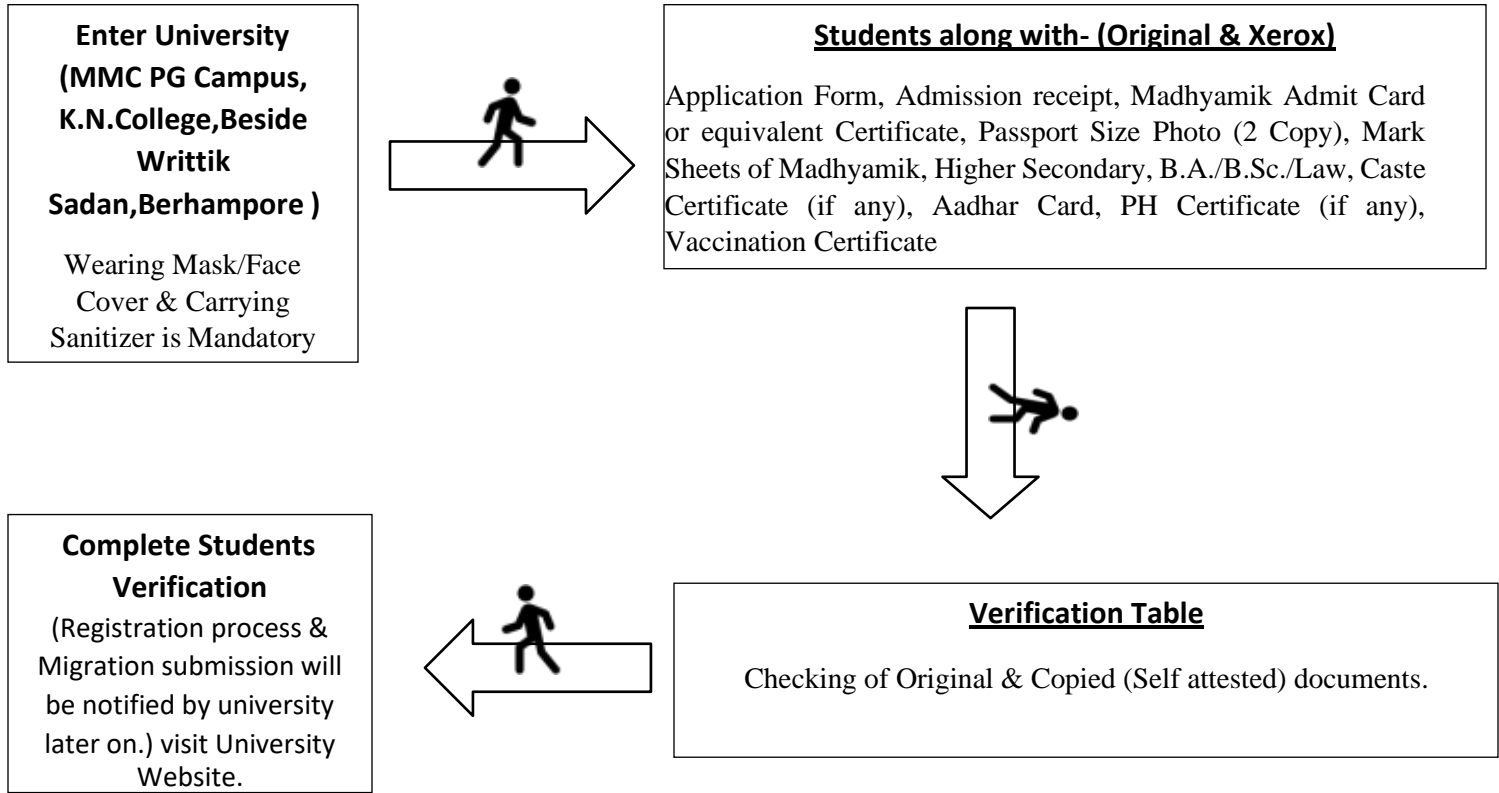 Enter University
(MMC PG Campus,
K.N.College,Beside
Writtik
Sadan,Berhampore )
Wearing Mask/Face
Cover & Carrying
Sanitizer is Mandatory
Students along with- (Original & Xerox)
Application Form, Admission receipt, Madhyamik Admit Card
or equivalent Certificate, Passport Size Photo (2 Copy), Mark
Sheets of Madhyamik, Higher Secondary, B.A./B.Sc./Law, Caste
Certificate (if any), Aadhar Card, PH Certificate (if any),
Vaccination Certificate
Verification Table
Checking of Original & Copied (Self attested) documents.
Complete Students
Verification
(Registration process &
Migration submission will
be notified by university
later on.) visit University
Website.